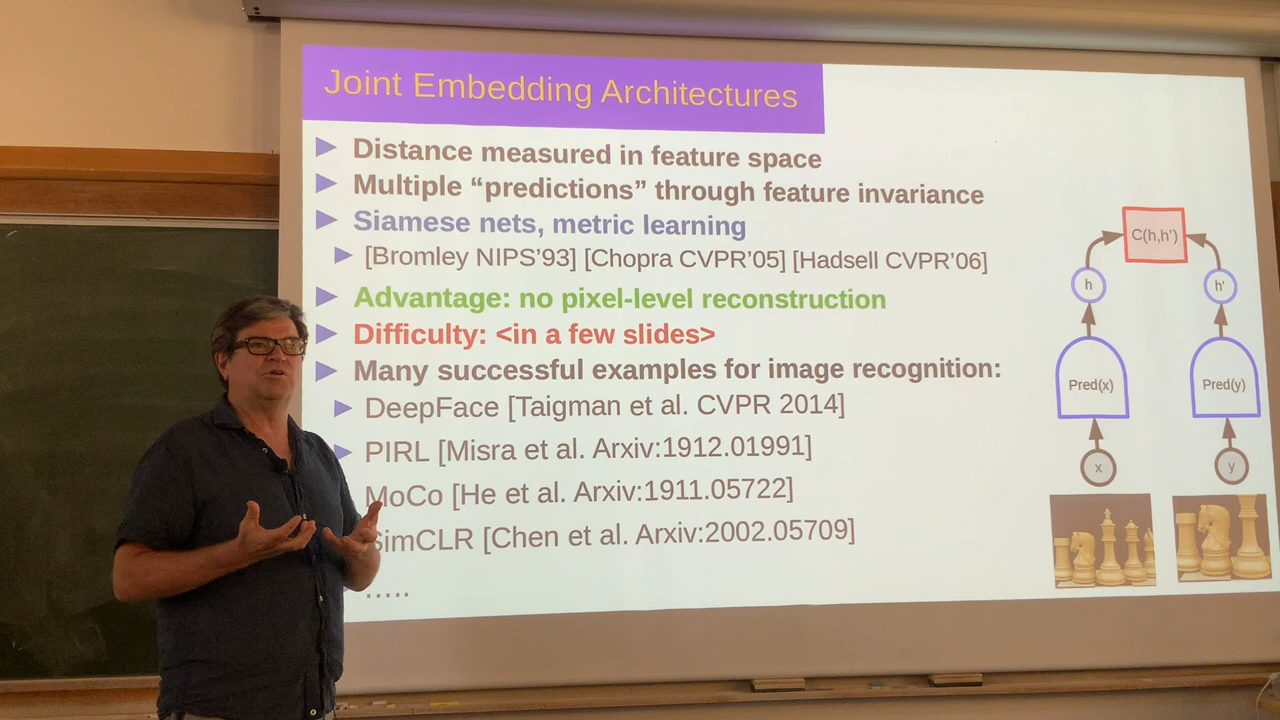 Joint Embedding Architectures
Distance measured in feature space
Multiple “predictions” through feature invariance
Siamese nets, metric learning
[Bromley NIPS’93] [Chopra CVPR’05] [Hadsell CVPR’06]
Advantage: no pixel-level reconstruction
Difficulty: <in a few slides>
Many successful examples for image recognition:
DeepFace [Taigman et al. CVPR 2014]
PIRL [Misra et al. Arxiv:1912.01991]
MoCo [He et al. Arxiv:1911.05722]
SimCLR [Chen et al. Arxiv:2002.05709]
.....
C(h,h')
h
h'
Pred(x)
Pred(y)
x
y